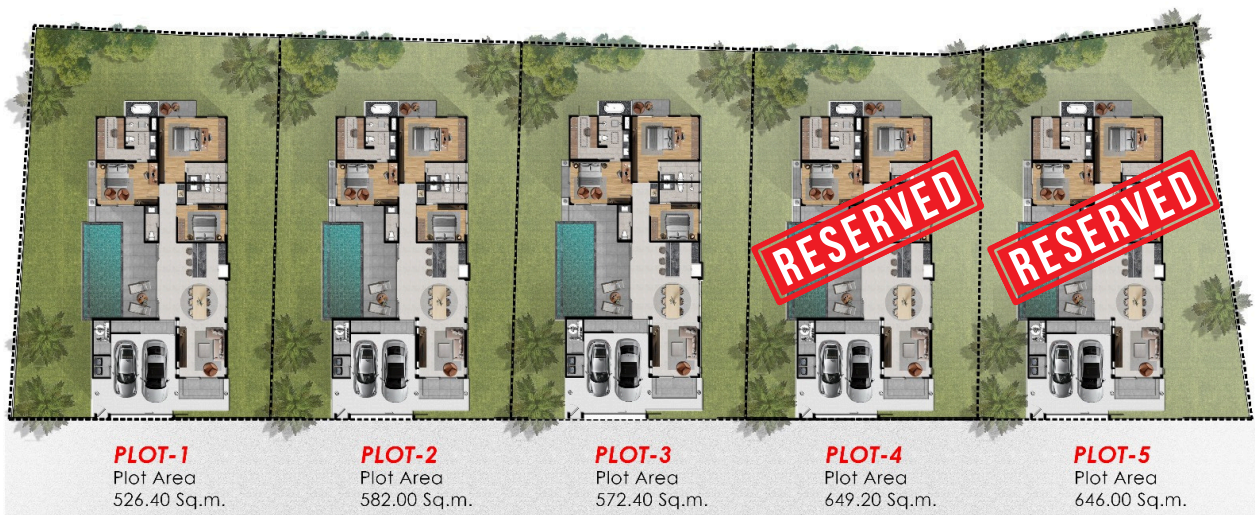 RESERVED
RESERVED
PLOT-1
Plot Area
526.40 Sq.m.
PLOT-2
Plot Area
582.00 Sq.m.
PLOT-3
Plot Area
572.40 Sq.m.
PLOT-4
Plot Area
649.20 Sq.m.
PLOT-5
Plot Area
646.00 Sq.m.